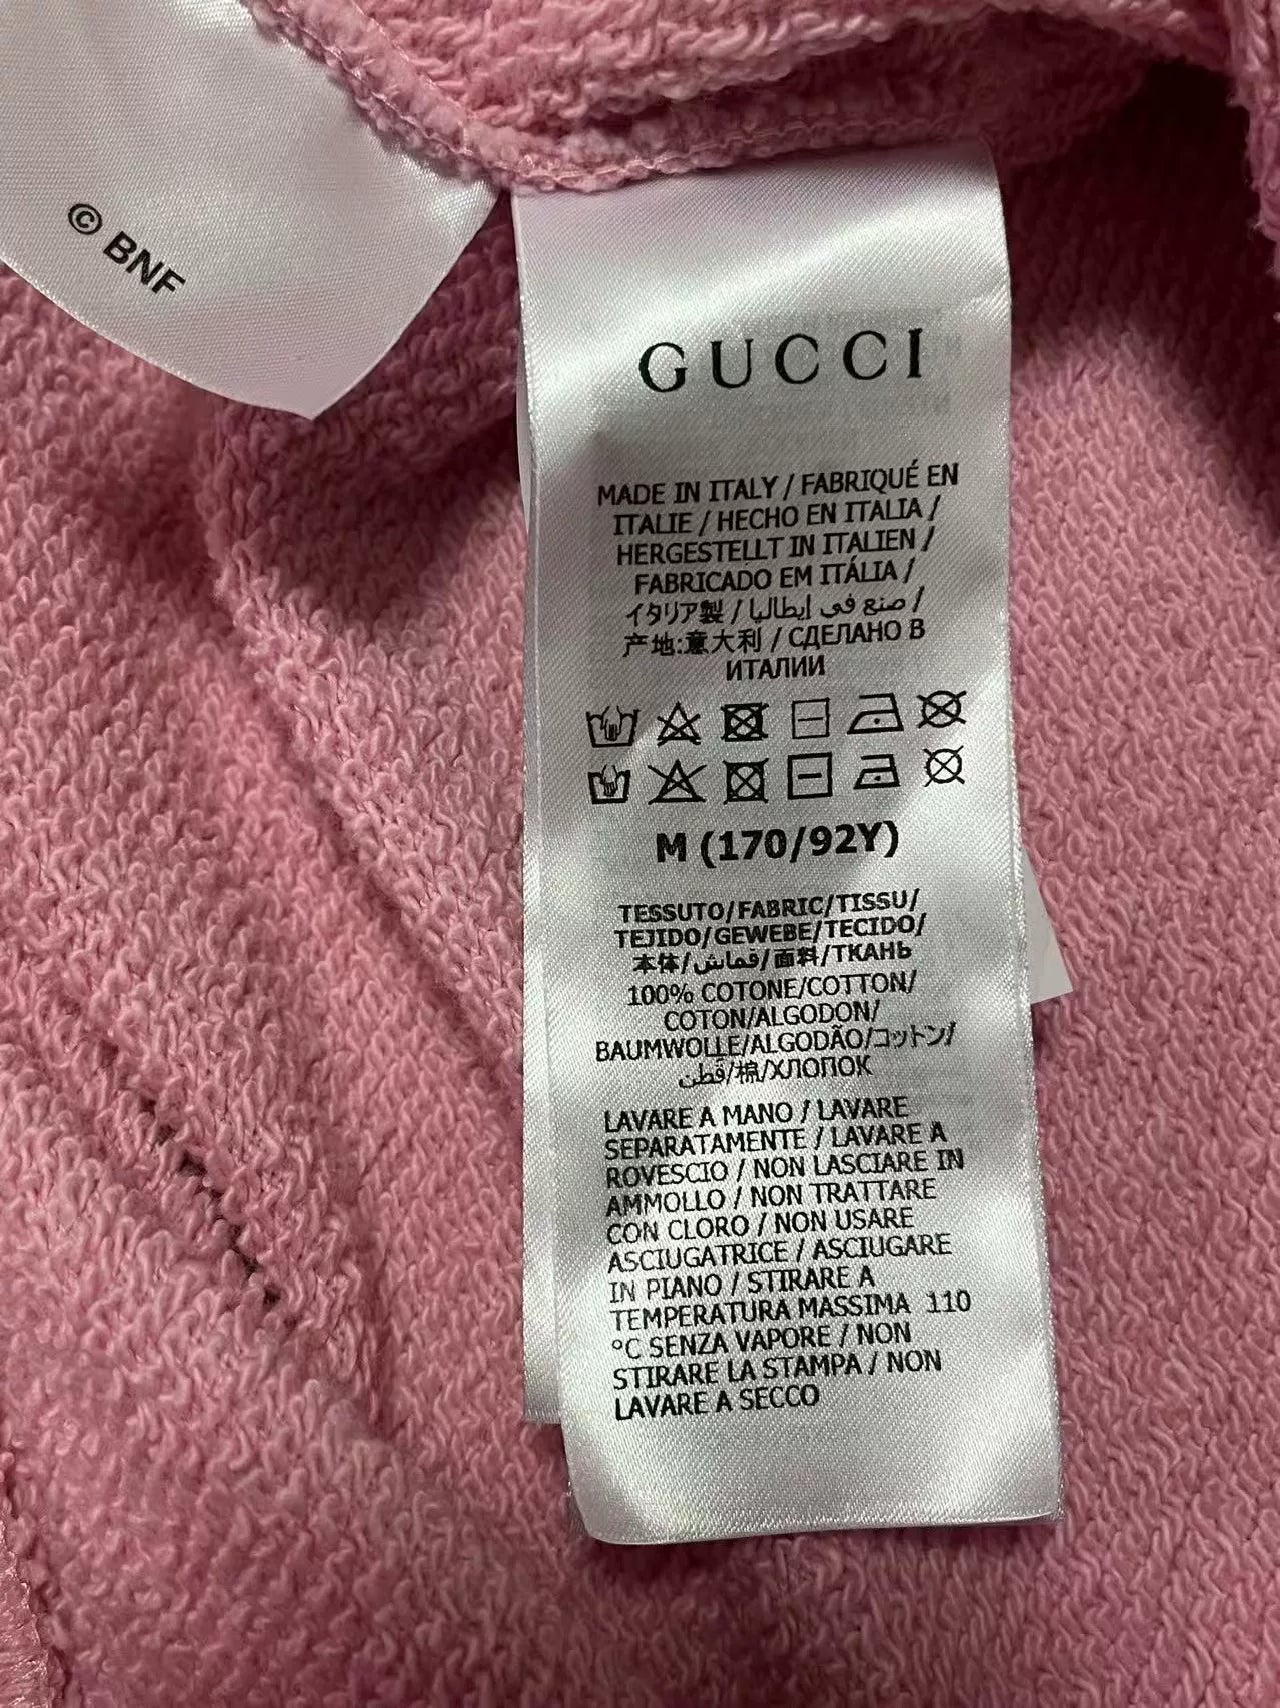 © BNF
GUCCI
MADE IN ITALY / FABRIQUÉ EN
ITALIE / HECHO EN ITALIA /
HERGESTELLT IN ITALIEN /
FABRICADO EM ITÁLIA /
イタリア製 / صنع في إيطاليا /
产地:意大利 / СДЕЛАНО В
ИТАЛИИ
M (170/92Y)
TESSUTO/FABRIC/TISSU/
TEJIDO/GEWEBE/TECIDO/
本体/قماش/面料/ТКАНЬ
100% COTONE/COTTON/
COTON/ALGODON/
BAUMWOLLE/ALGODÃO/コットン/
قطن/棉/ХЛОПОК
LAVARE A MANO / LAVARE
SEPARATAMENTE / LAVARE A
ROVESCIO / NON LASCIARE IN
AMMOLLO / NON TRATTARE
CON CLORO / NON USARE
ASCIUGATRICE / ASCIUGARE
IN PIANO / STIRARE A
TEMPERATURA MASSIMA 110
°C SENZA VAPORE / NON
STIRARE LA STAMPA / NON
LAVARE A SECCO